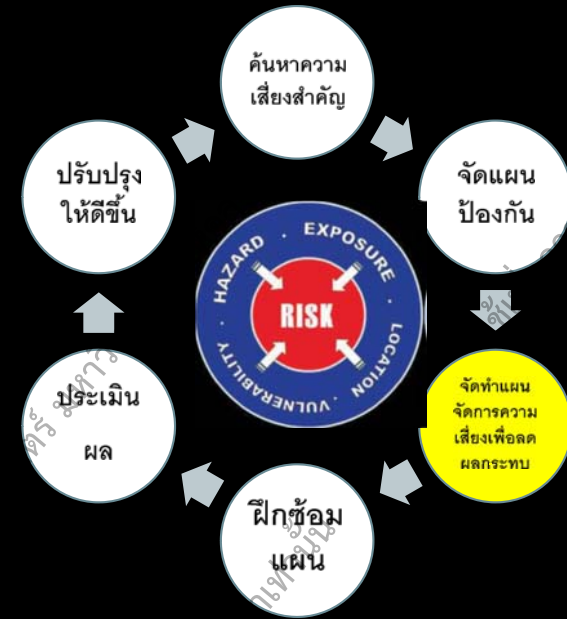 ค้นหาความ
เสี่ยงสำคัญ
จัดแผน
ป้องกัน
จัดทำแผน
จัดการความ
เสี่ยงเพื่อลด
ผลกระทบ
ฝึกซ้อม
แผน
ประเมิน
ผล
ปรับปรุง
ให้ดีขึ้น
HAZARD . EXPOSURE . LOCATION . VULNERABILITY .
RISK